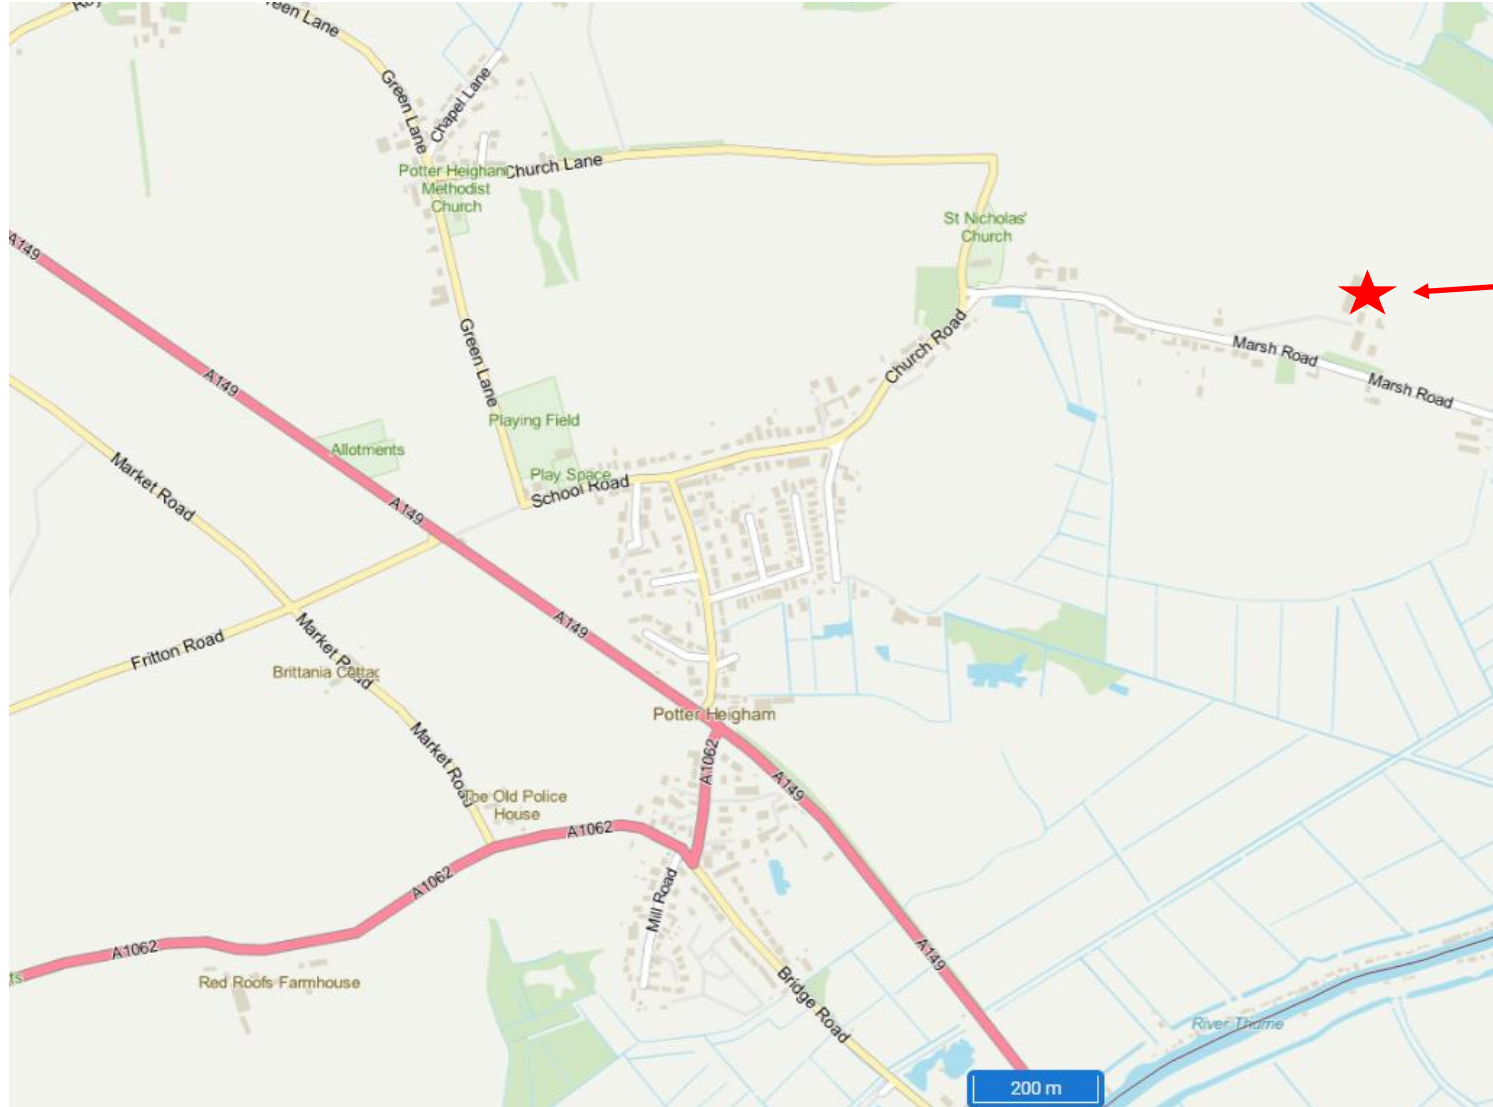 Green Lane
Chapel Lane
Potter Heigham
Methodist
Church
Church Lane
St Nicholas'
Church
A149
Green Lane
Church Road
Marsh Road
Marsh Road
A149
Playing Field
Allotments
Play Space
School Road
Market Road
A149
Fritton Road
Market Road
Brittania Cottag
A149
Potter Heigham
A1062
Market Road
A149
The Old Police
House
A1062
A1062
Mill Road
A149
A1062
Red Roofs Farmhouse
Bridge Road
River Thurne
200 m